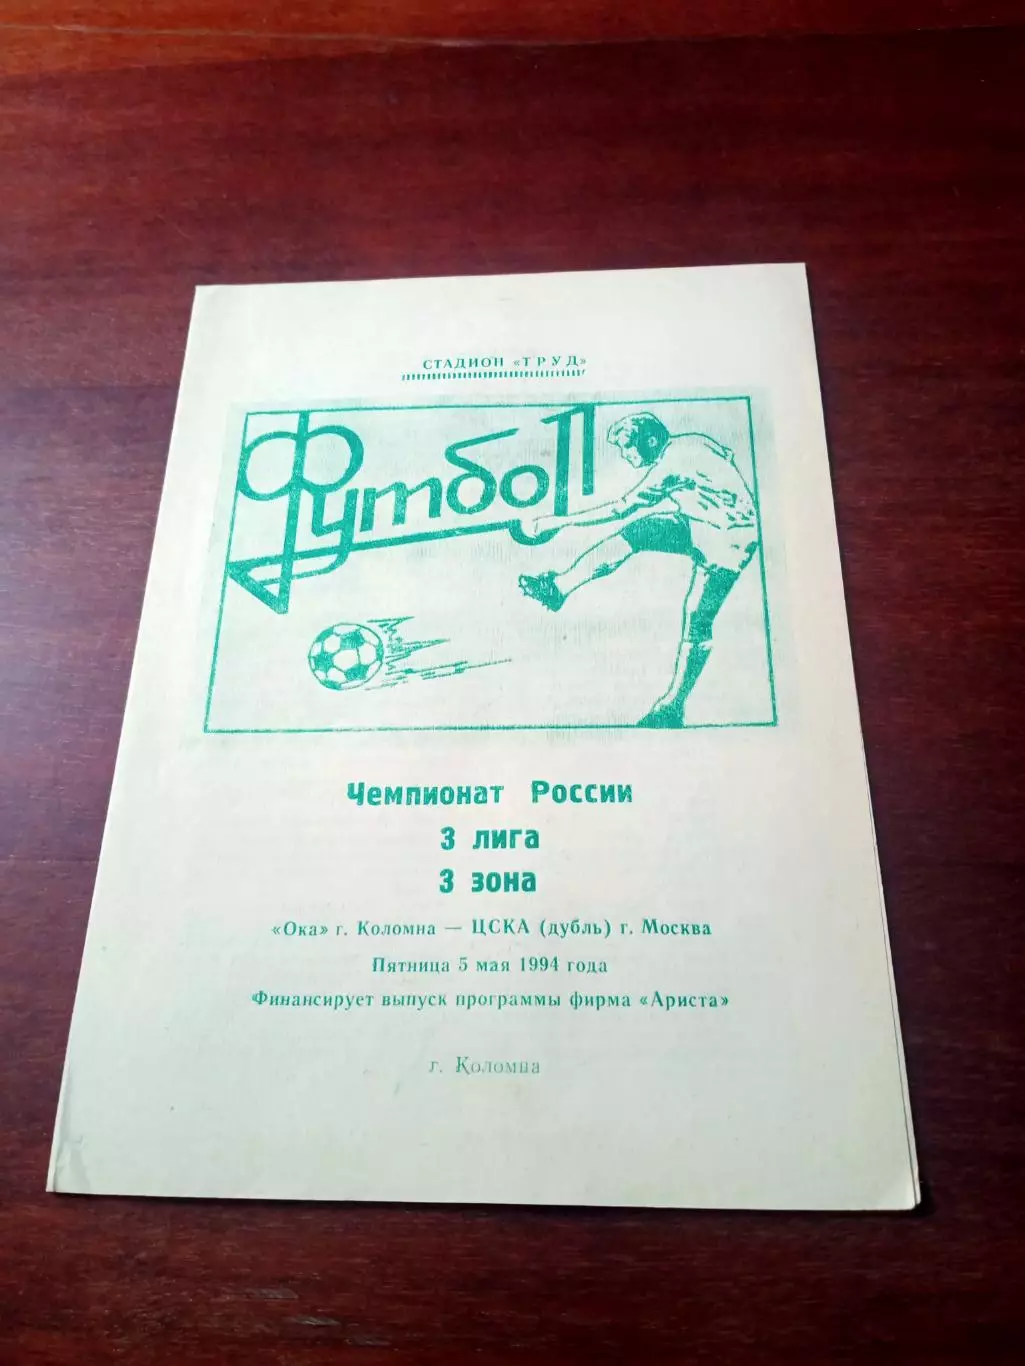 СТАДИОН «ТРУД»
Футбол
Чемпионат России
3 лига
3 зона
«Ока» г. Коломна — ЦСКА (дубль) г. Москва
Пятница 5 мая 1994 года
Финансирует выпуск программы фирма «Ариста»
г. Коломна